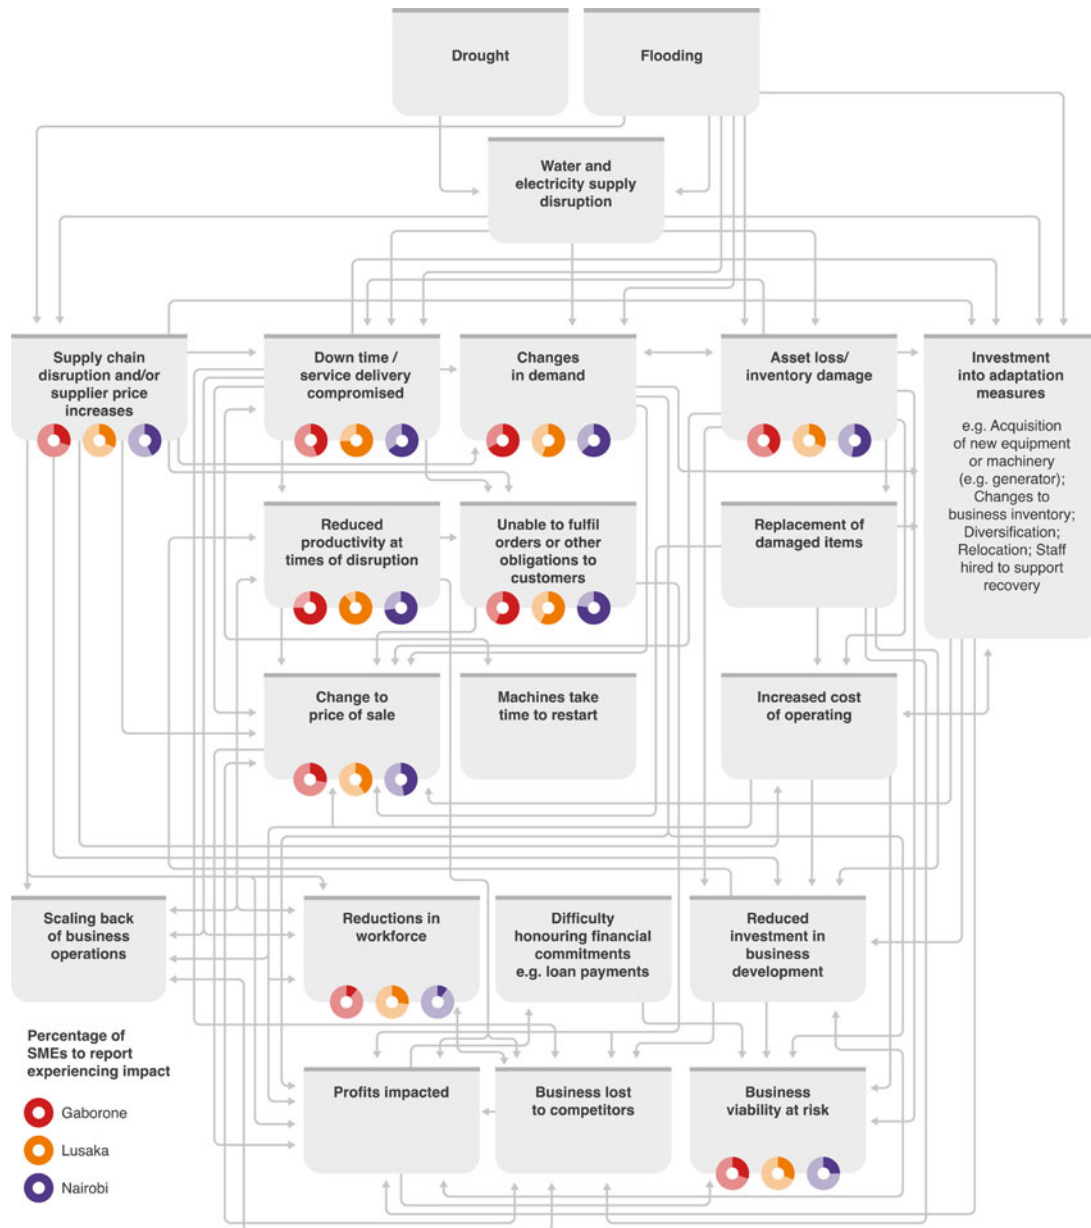 Drought
Flooding
Water and
electricity supply
disruption
Supply chain
disruption and/or
supplier price
increases
Down time /
service delivery
compromised
Changes
in demand
Asset loss/
inventory damage
Investment
into adaptation
measures
e.g. Acquisition
of new equipment
or machinery
(e.g. generator);
Changes to
business inventory;
Diversification;
Relocation; Staff
hired to support
recovery
Reduced
productivity at
times of disruption
Unable to fulfil
orders or other
obligations to
customers
Replacement of
damaged items
Change to
price of sale
Machines take
time to restart
Increased cost
of operating
Scaling back
of business
operations
Reductions in
workforce
Difficulty
honouring financial
commitments
e.g. loan payments
Reduced
investment in
business
development
Profits impacted
Business lost
to competitors
Business
viability at risk
Percentage of
SMEs to report
experiencing impact
Gaborone
Lusaka
Nairobi